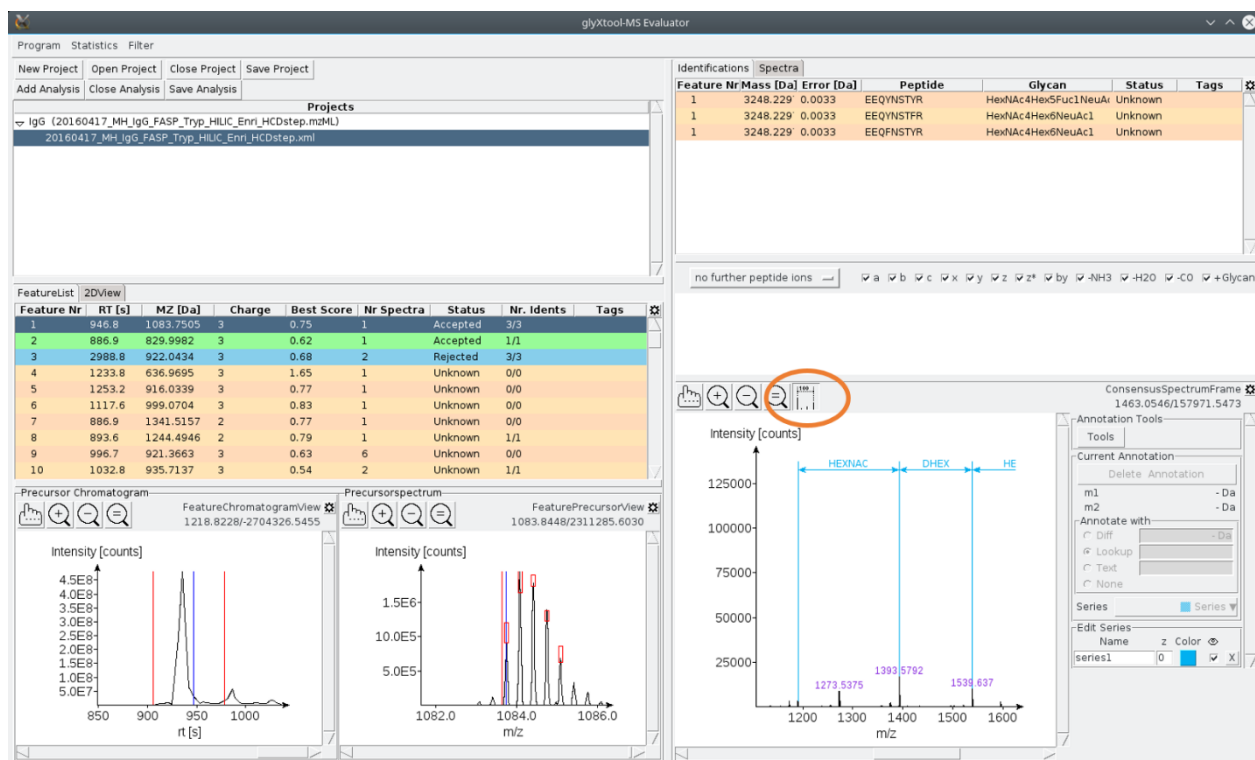 glyXtool-MS Evaluator
Program Statistics Filter
New Project Open Project Close Project Save Project
Add Analysis Close Analysis Save Analysis
Projects
IgG (20160417_MH_IgG_FASP_Tryp_HILIC_Enri_HCDstep.mzML)
20160417_MH_IgG_FASP_Tryp_HILIC_Enri_HCDstep.xml
FeatureList 2DView
Feature Nr RT [s] MZ [Da] Charge Best Score Nr Spectra Status Nr. Idents Tags
1 946.8 1083.7505 3 0.75 1 Accepted 3/3
2 886.9 829.9982 3 0.62 1 Accepted 1/1
3 2988.8 922.0434 3 0.68 2 Rejected 3/3
4 1233.8 636.9695 3 1.65 1 Unknown 0/0
5 1253.2 916.0339 3 0.77 1 Unknown 0/0
6 1117.6 999.0704 3 0.83 1 Unknown 0/0
7 886.9 1341.5157 2 0.77 1 Unknown 0/0
8 893.6 1244.4946 2 0.79 1 Unknown 1/1
9 996.7 921.3663 3 0.63 6 Unknown 0/0
10 1032.8 935.7137 3 0.54 2 Unknown 1/1
Precursor Chromatogram
FeatureChromatogramView
1218.8228/-2704326.5455
Intensity [counts]
4.5E8
4.0E8
3.5E8
3.0E8
2.5E8
2.0E8
1.5E8
1.0E8
5.0E7
850 900 950 1000
rt [s]
Precursorspectrum
FeaturePrecursorView
1083.8448/2311285.6030
Intensity [counts]
1.5E6
10.0E5
5.0E5
1082.0 1084.0 1086.0
m/z
Identifications Spectra
Feature Nr Mass [Da] Error [Da] Peptide Glycan Status Tags
1 3248.229 0.0033 EEQYNSTYR HexNAc4Hex5Fuc1NeuA Unknown
1 3248.229 0.0033 EEQYNSTFR HexNAc4Hex6NeuAc1 Unknown
1 3248.229 0.0033 EEQFNSTYR HexNAc4Hex6NeuAc1 Unknown
no further peptide ions a b c x y z z* by -NH3 -H2O -CO +Glycan
ConsensusSpectrumFrame
1463.0546/157971.5473
Intensity [counts]
HEXNAC DHEX HE
125000
100000
75000
50000
25000
1273.5375 1393.5792 1539.637
1200 1300 1400 1500 1600
m/z
Annotation Tools
Tools
Current Annotation
Delete Annotation
m1 - Da
m2 - Da
Annotate with
Diff - Da
Lookup
Text
None
Series Series
Edit Series
Name z Color
series1 0 X